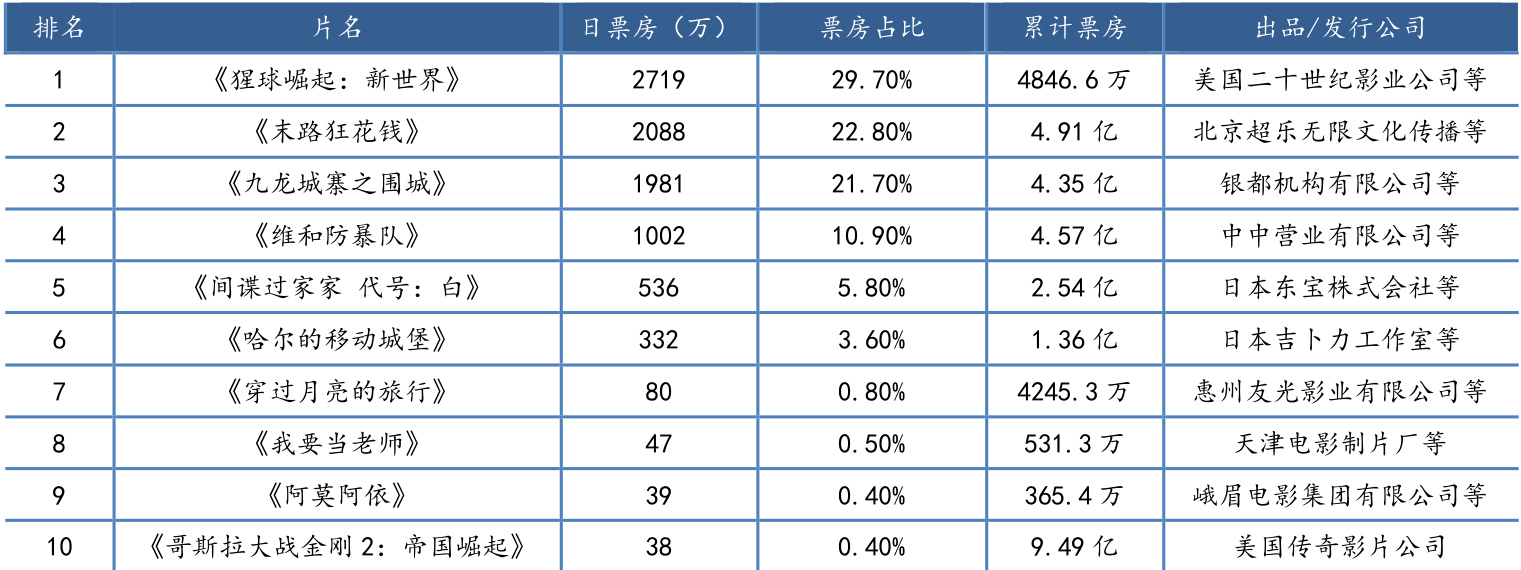 排名 片名 日票房（万） 票房占比 累计票房 出品/发行公司
1 《猩球崛起：新世界》 2719 29.70% 4846.6 万 美国二十世纪影业公司等
2 《末路狂花钱》 2088 22.80% 4.91 亿 北京超乐无限文化传播等
3 《九龙城寨之围城》 1981 21.70% 4.35 亿 银都机构有限公司等
4 《维和防暴队》 1002 10.90% 4.57 亿 中中营业有限公司等
5 《间谍过家家 代号：白》 536 5.80% 2.54 亿 日本东宝株式会社等
6 《哈尔的移动城堡》 332 3.60% 1.36 亿 日本吉卜力工作室等
7 《穿过月亮的旅行》 80 0.80% 4245.3 万 惠州友光影业有限公司等
8 《我要当老师》 47 0.50% 531.3 万 天津电影制片厂等
9 《阿莫阿依》 39 0.40% 365.4 万 峨眉电影集团有限公司等
10 《哥斯拉大战金刚 2：帝国崛起》 38 0.40% 9.49 亿 美国传奇影片公司